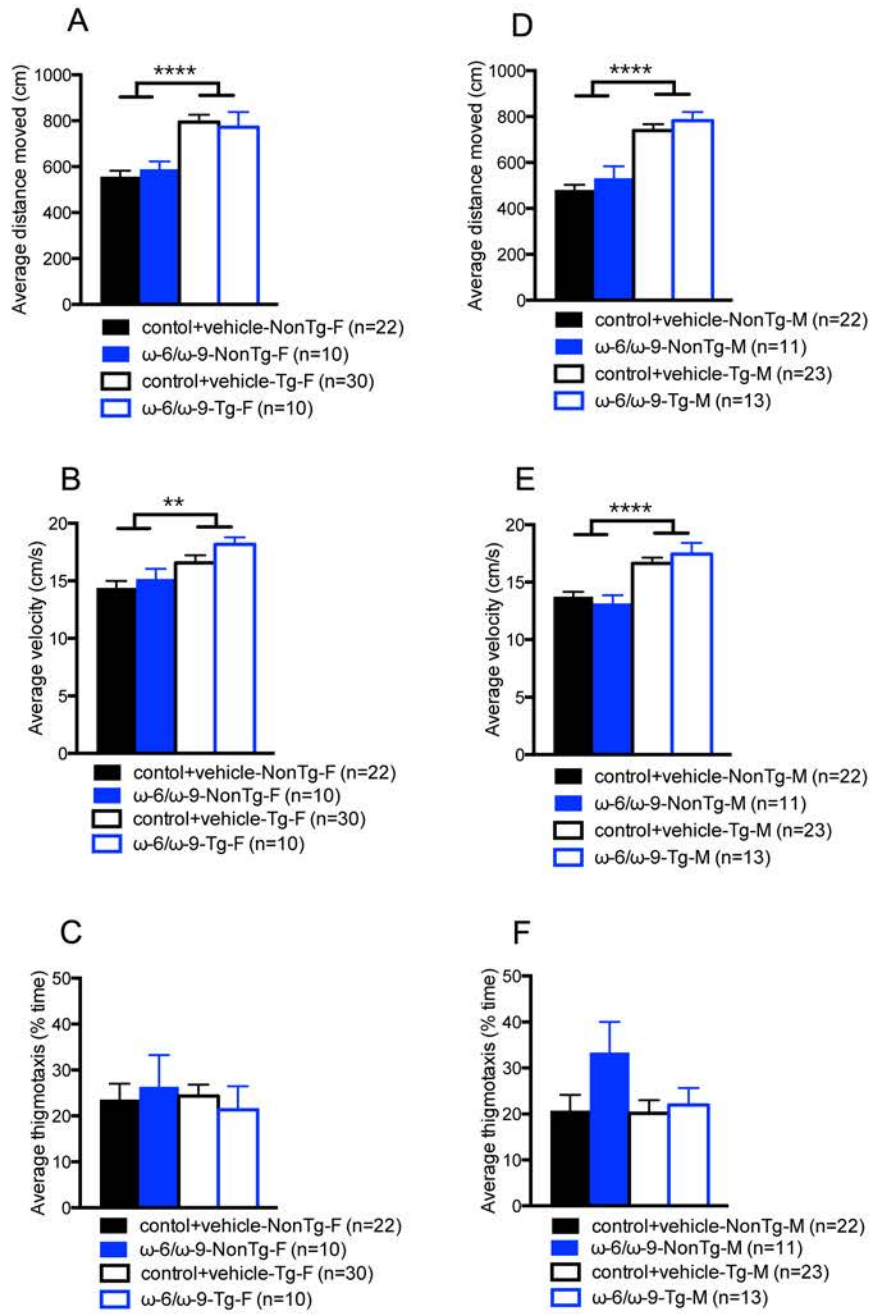 A
****
1000
800
600
400
200
0
Average distance moved (cm)
contol+vehicle-NonTg-F (n=22)
ω-6/ω-9-NonTg-F (n=10)
control+vehicle-Tg-F (n=30)
ω-6/ω-9-Tg-F (n=10)
D
****
1000
800
600
400
200
0
Average distance moved (cm)
control+vehicle-NonTg-M (n=22)
ω-6/ω-9-NonTg-M (n=11)
control+vehicle-Tg-M (n=23)
ω-6/ω-9-Tg-M (n=13)
B
**
20
15
10
5
0
Average velocity (cm/s)
contol+vehicle-NonTg-F (n=22)
ω-6/ω-9-NonTg-F (n=10)
control+vehicle-Tg-F (n=30)
ω-6/ω-9-Tg-F (n=10)
E
****
20
15
10
5
0
Average velocity (cm/s)
control+vehicle-NonTg-M (n=22)
ω-6/ω-9-NonTg-M (n=11)
control+vehicle-Tg-M (n=23)
ω-6/ω-9-Tg-M (n=13)
C
50
40
30
20
10
0
Average thigmotaxis (% time)
contol+vehicle-NonTg-F (n=22)
ω-6/ω-9-NonTg-F (n=10)
control+vehicle-Tg-F (n=30)
ω-6/ω-9-Tg-F (n=10)
F
50
40
30
20
10
0
Average thigmotaxis (% time)
control+vehicle-NonTg-M (n=22)
ω-6/ω-9-NonTg-M (n=11)
control+vehicle-Tg-M (n=23)
ω-6/ω-9-Tg-M (n=13)